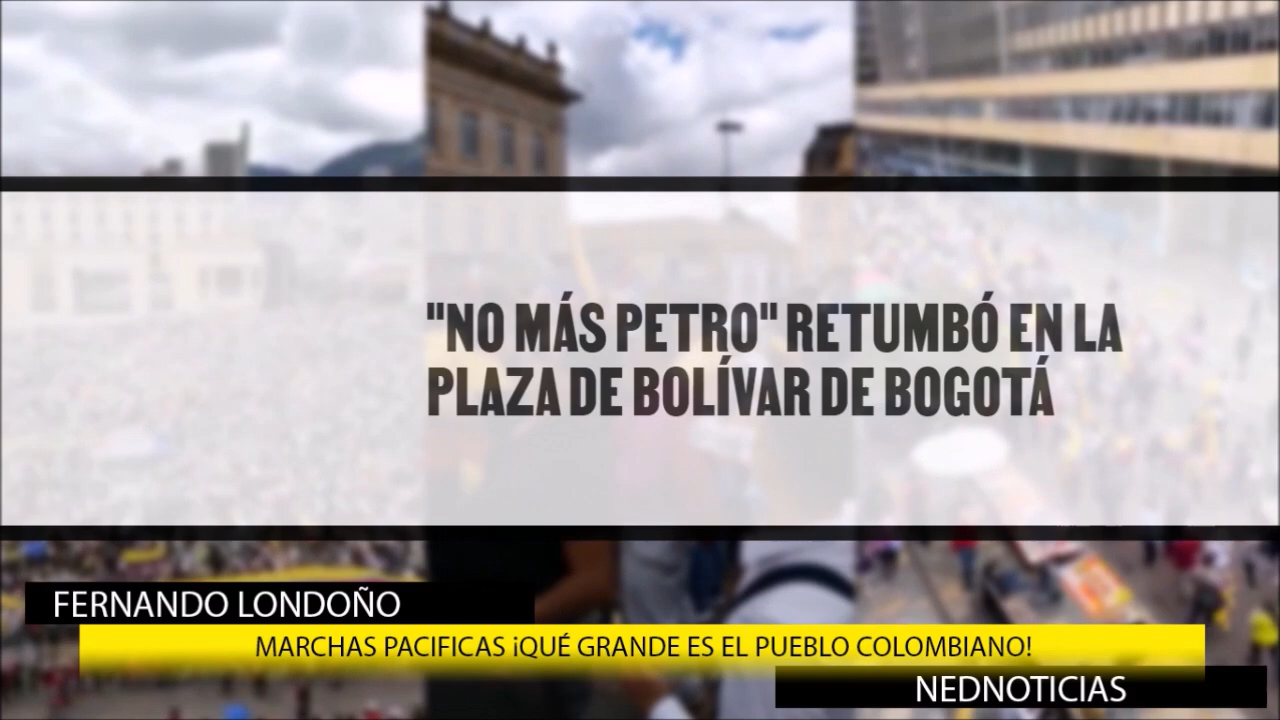 "NO MÁS PETRO" RETUMBÓ EN LA
PLAZA DE BOLÍVAR DE BOGOTÁ
FERNANDO LONDOÑO
MARCHAS PACIFICAS ¡QUÉ GRANDE ES EL PUEBLO COLOMBIANO!
NEDNOTICIAS